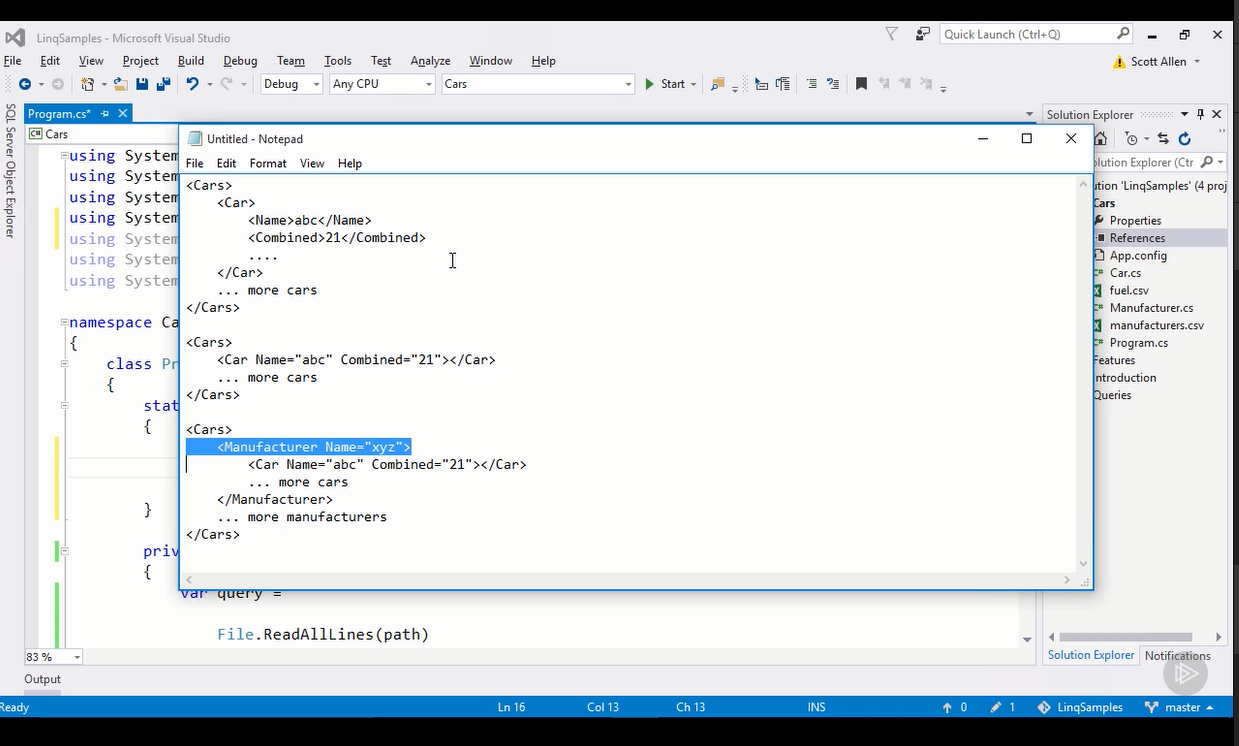 LinqSamples - Microsoft Visual Studio
Quick Launch (Ctrl+Q)
File Edit View Project Build Debug Team Tools Test Analyze Window Help
Scott Allen
Debug Any CPU Cars Start
SQL Server Object Explorer
Program.cs*
Solution Explorer
Cars
Untitled - Notepad
File Edit Format View Help
<Cars>
<Car>
<Name>abc</Name>
<Combined>21</Combined>
....
</Car>
... more cars
</Cars>
<Cars>
<Car Name="abc" Combined="21"></Car>
... more cars
</Cars>
<Cars>
<Manufacturer Name="xyz">
<Car Name="abc" Combined="21"></Car>
... more cars
</Manufacturer>
... more manufacturers
</Cars>
using System
using System
using System
using System
using System
using System
using System
namespace Ca
{
class Pr
{
stat
{
}
priv
{
var query =
File.ReadAllLines(path)
olution Explorer (Ctr
ution 'LinqSamples' (4 proj
Cars
Properties
References
App.config
Car.cs
fuel.csv
Manufacturer.cs
manufacturers.csv
Program.cs
Features
ntroduction
Queries
83 %
Solution Explorer Notifications
Output
Ready Ln 16 Col 13 Ch 13 INS 0 1 LinqSamples master